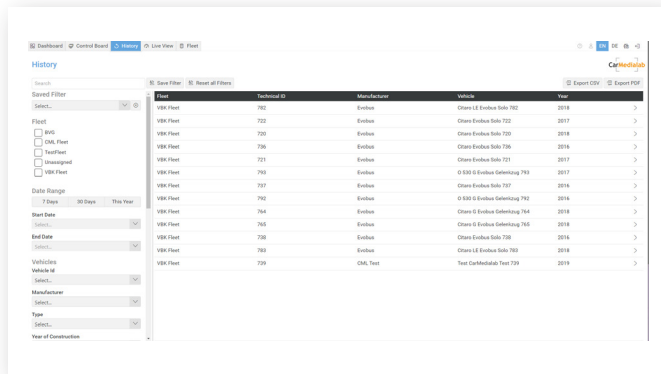 Dashboard Control Board History Live View Fleet EN DE
History
CarMedialab
Search Save Filter Reset all Filters Export CSV Export PDF
Saved Filter
Select...
Fleet
BVG
CML Fleet
TestFleet
Unassigned
VBK Fleet
Date Range
7 Days 30 Days This Year
Start Date
Select...
End Date
Select...
Vehicles
Vehicle Id
Select...
Manufacturer
Select...
Type
Select...
Year of Construction
Fleet Technical ID Manufacturer Vehicle Year
VBK Fleet 782 Evobus Citaro LE Evobus Solo 782 2018
VBK Fleet 722 Evobus Citaro Evobus Solo 722 2017
VBK Fleet 720 Evobus Citaro Evobus Solo 720 2018
VBK Fleet 736 Evobus Citaro Evobus Solo 736 2016
VBK Fleet 721 Evobus Citaro Evobus Solo 721 2017
VBK Fleet 793 Evobus O 530 G Evobus Gelenkzug 793 2017
VBK Fleet 737 Evobus Citaro Evobus Solo 737 2016
VBK Fleet 792 Evobus O 530 G Evobus Gelenkzug 792 2016
VBK Fleet 764 Evobus Citaro G Evobus Gelenkzug 764 2018
VBK Fleet 765 Evobus Citaro G Evobus Gelenkzug 765 2018
VBK Fleet 738 Evobus Citaro Evobus Solo 738 2016
VBK Fleet 783 Evobus Citaro LE Evobus Solo 783 2018
VBK Fleet 739 CML Test Test CarMedialab Test 739 2019